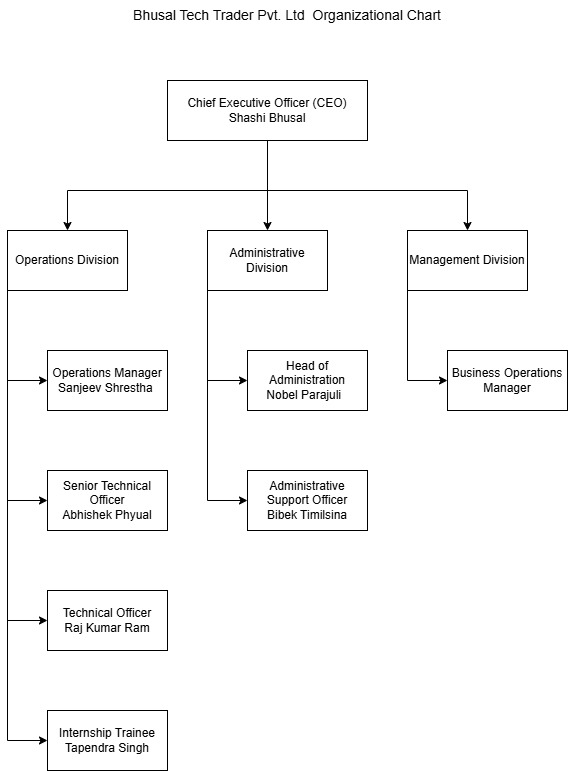 Bhusal Tech Trader Pvt. Ltd  Organizational Chart
Chief Executive Officer (CEO)
Shashi Bhusal
Operations Division
Administrative
Division
Management Division
Operations Manager
Sanjeev Shrestha
Head of
Administration
Nobel Parajuli
Business Operations
Manager
Senior Technical
Officer
Abhishek Phyual
Administrative
Support Officer
Bibek Timilsina
Technical Officer
Raj Kumar Ram
Internship Trainee
Tapendra Singh